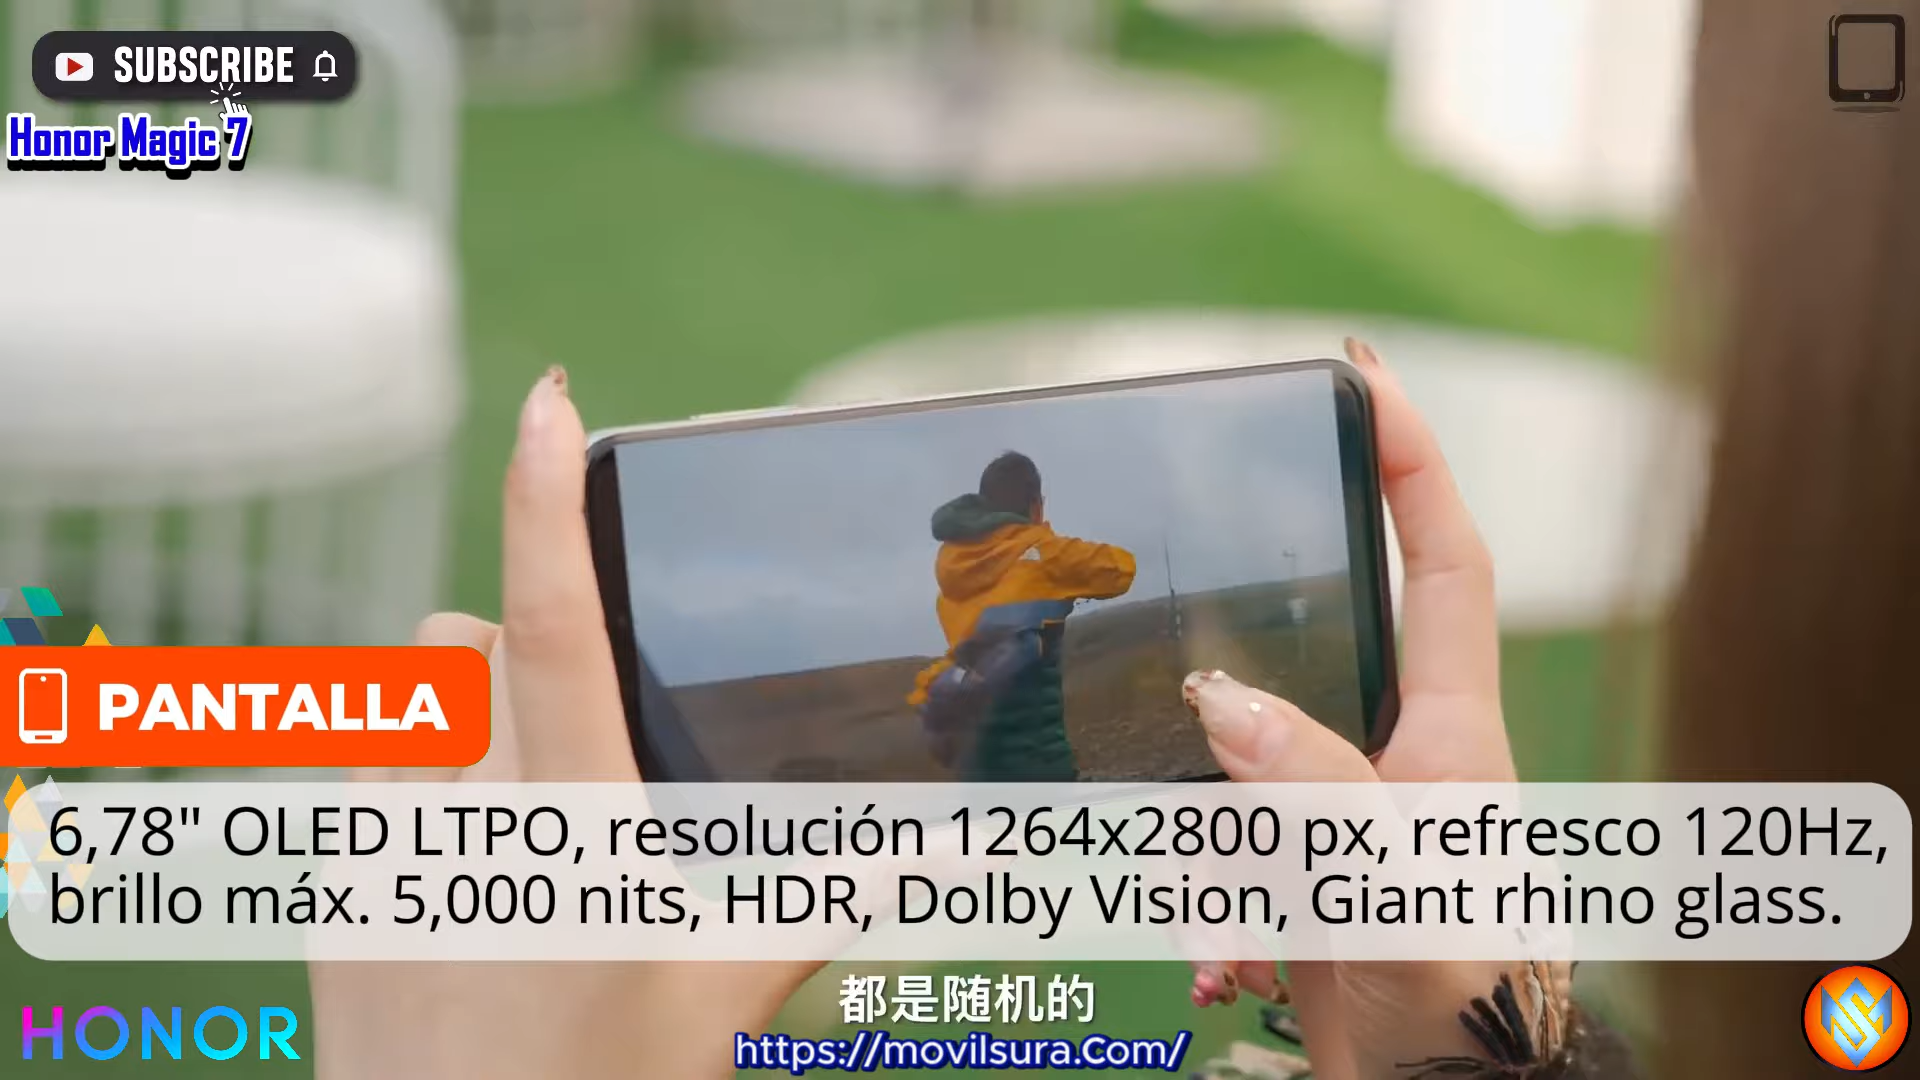 SUBSCRIBE
Honor Magic 7
PANTALLA
6,78" OLED LTPO, resolución 1264x2800 px, refresco 120Hz,
brillo máx. 5,000 nits, HDR, Dolby Vision, Giant rhino glass.
都是随机的
HONOR
https://movilsura.Com/